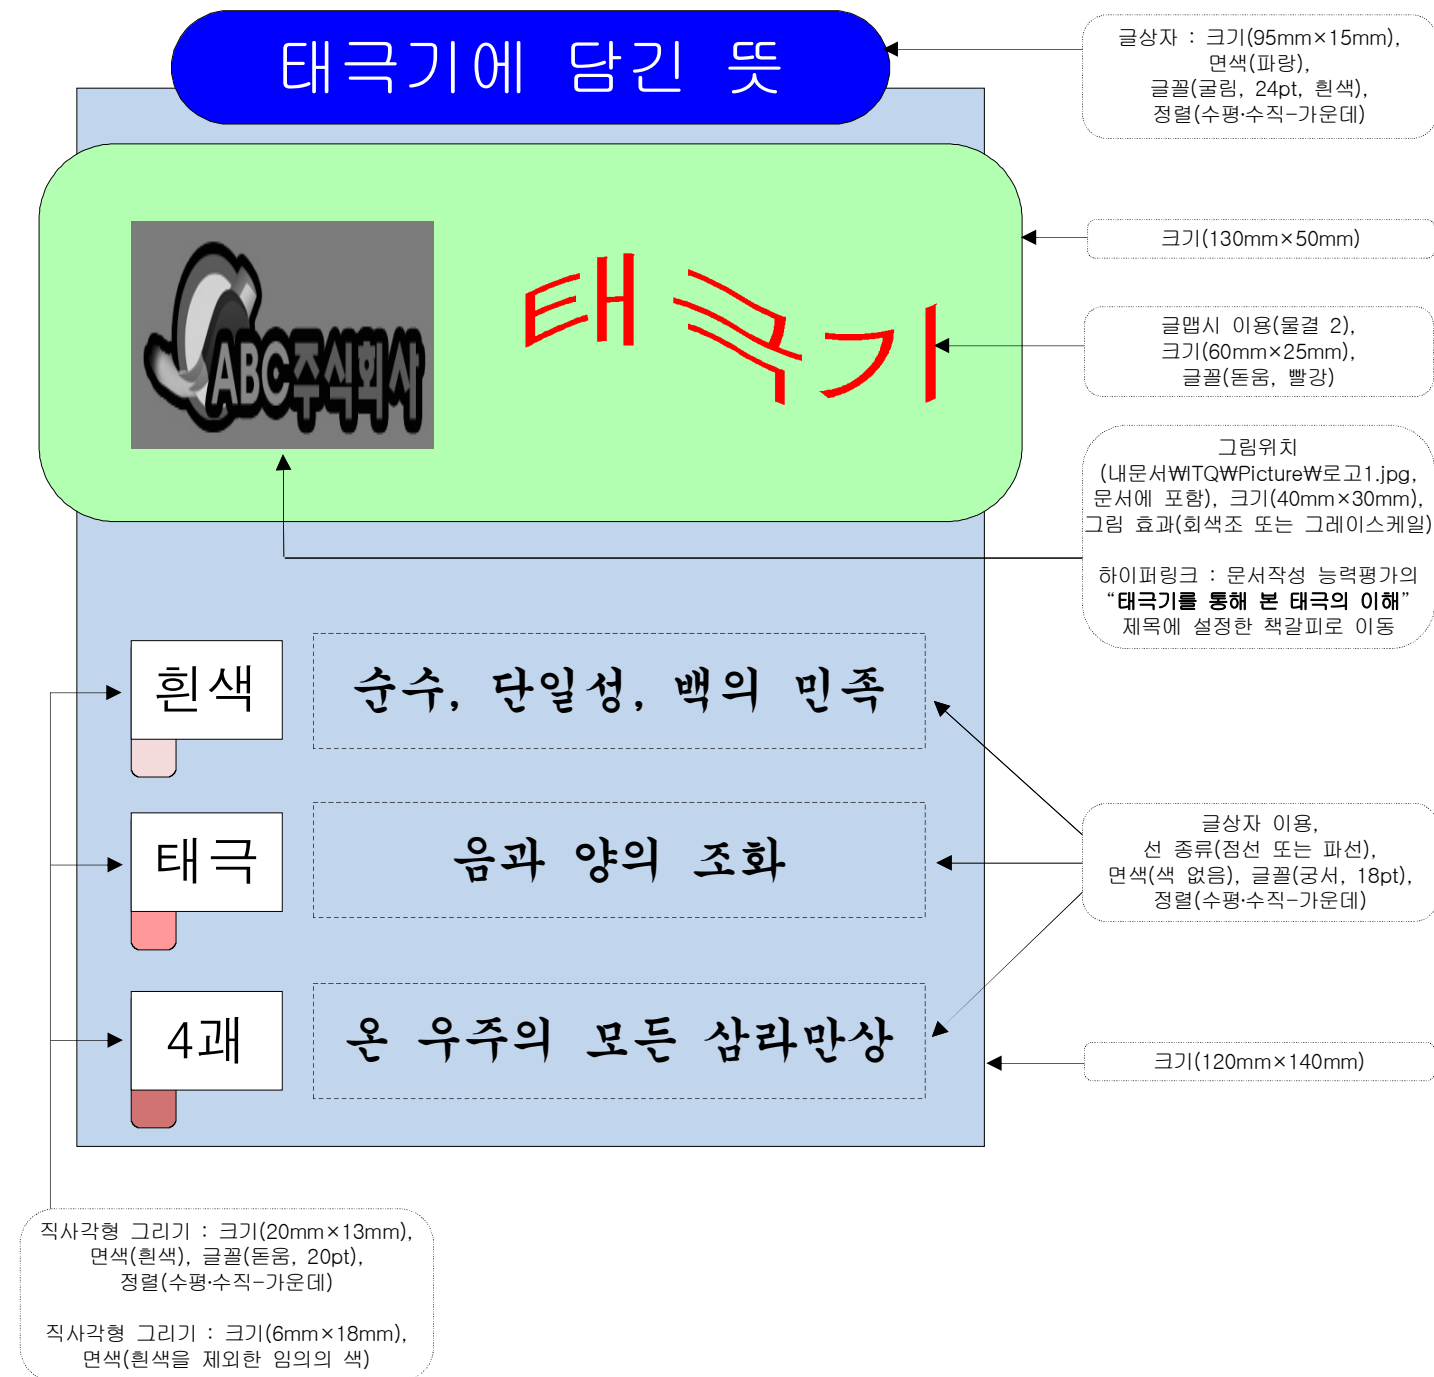 태극기에 담긴 뜻
글상자 : 크기(95mm×15mm),
면색(파랑),
글꼴(굴림, 24pt, 흰색),
정렬(수평·수직-가운데)
크기(130mm×50mm)
ABC주식회사
태극기
글맵시 이용(물결 2),
크기(60mm×25mm),
글꼴(돋움, 빨강)
그림위치
(내문서₩ITQ₩Picture₩로고1.jpg,
문서에 포함), 크기(40mm×30mm),
그림 효과(회색조 또는 그레이스케일)
하이퍼링크 : 문서작성 능력평가의
“태극기를 통해 본 태극의 이해”
제목에 설정한 책갈피로 이동
흰색
순수, 단일성, 백의 민족
태극
음과 양의 조화
글상자 이용,
선 종류(점선 또는 파선),
면색(색 없음), 글꼴(궁서, 18pt),
정렬(수평·수직-가운데)
4괘
온 우주의 모든 삼라만상
크기(120mm×140mm)
직사각형 그리기 : 크기(20mm×13mm),
면색(흰색), 글꼴(돋움, 20pt),
정렬(수평·수직-가운데)
직사각형 그리기 : 크기(6mm×18mm),
면색(흰색을 제외한 임의의 색)